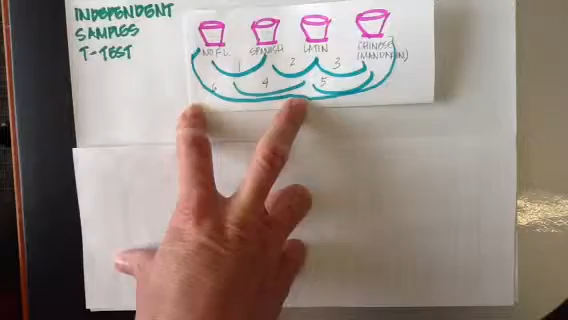 INDEPENDENT
SAMPLES
T-TEST
NO FL. SPANISH LATIN CHINESE
(MANDARIN)
1 2 3
6 4 5